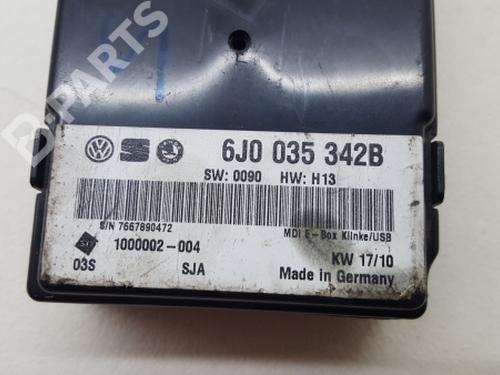 B-PARTS
6J0 035 342B
SW: 0090 HW: H13
S/N 7667890472
MDI E-Box Klinke/USB
1000002-004
KW 17/10
03S
SJA
Made in Germany